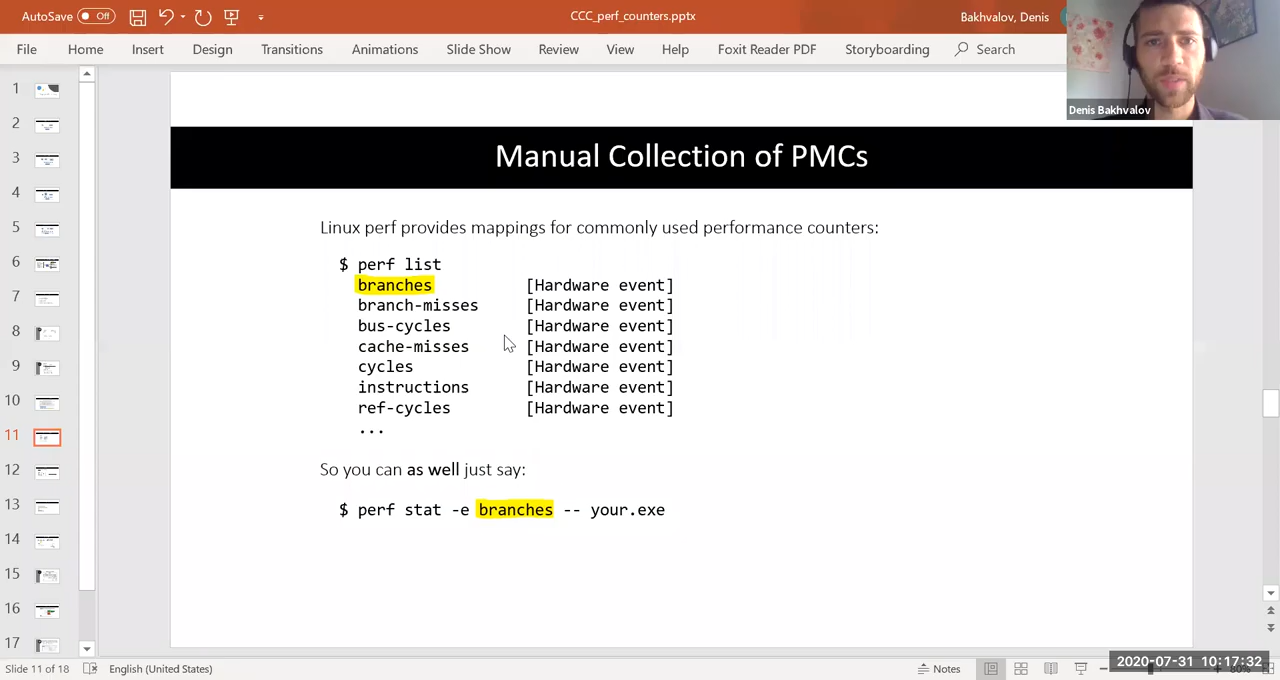 AutoSave Off
CCC_perf_counters.pptx
Bakhvalov, Denis
File Home Insert Design Transitions Animations Slide Show Review View Help Foxit Reader PDF Storyboarding Search
Denis Bakhvalov
1
2
3
4
5
6
7
8
9
10
11
12
13
14
15
16
17
Manual Collection of PMCs
Linux perf provides mappings for commonly used performance counters:
$ perf list
branches [Hardware event]
branch-misses [Hardware event]
bus-cycles [Hardware event]
cache-misses [Hardware event]
cycles [Hardware event]
instructions [Hardware event]
ref-cycles [Hardware event]
...
So you can as well just say:
$ perf stat -e branches -- your.exe
Slide 11 of 18 English (United States) Notes
2020-07-31 10:17:32